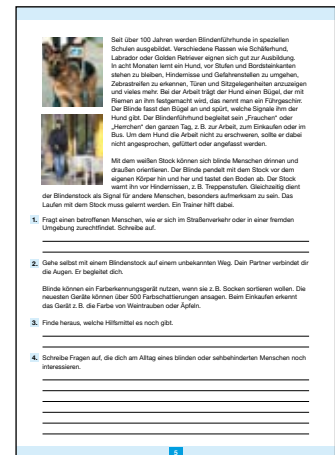 Seit über 100 Jahren werden Blindenführhunde in speziellen
Schulen ausgebildet. Verschiedene Rassen wie Schäferhund,
Labrador oder Golden Retriever eignen sich gut zur Ausbildung.
In acht Monaten lernt ein Hund, vor Stufen und Bordsteinkanten
stehen zu bleiben, Hindernisse und Gefahrenstellen zu umgehen,
Zebrastreifen zu erkennen, Türen und Sitzgelegenheiten anzuzeigen
und vieles mehr. Bei der Arbeit trägt der Hund einen Bügel, der mit
Riemen an ihm festgemacht wird, das nennt man ein Führgeschirr.
Der Blinde fasst den Bügel an und spürt, welche Signale ihm der
Hund gibt. Der Blindenführhund begleitet sein „Frauchen“ oder
„Herrchen“ den ganzen Tag, z. B. zur Arbeit, zum Einkaufen oder im
Bus. Um dem Hund die Arbeit nicht zu erschweren, sollte er dabei
nicht angesprochen, gefüttert oder angefasst werden.
Mit dem weißen Stock können sich blinde Menschen drinnen und
draußen orientieren. Der Blinde pendelt mit dem Stock vor dem
eigenen Körper hin und her und tastet den Boden ab. Der Stock
warnt ihn vor Hindernissen, z. B. Treppenstufen. Gleichzeitig dient
der Blindenstock als Signal für andere Menschen, besonders aufmerksam zu sein. Das
Laufen mit dem Stock muss gelernt werden. Ein Trainer hilft dabei.
1. Fragt einen betroffenen Menschen, wie er sich im Straßenverkehr oder in einer fremden
Umgebung zurechtfindet. Schreibe auf.
2. Gehe selbst mit einem Blindenstock auf einem unbekannten Weg. Dein Partner verbindet dir
die Augen. Er begleitet dich.
Blinde können ein Farberkennungsgerät nutzen, wenn sie z. B. Socken sortieren wollen. Die
neuesten Geräte können über 500 Farbschattierungen ansagen. Beim Einkaufen erkennt
das Gerät z. B. die Farbe von Weintrauben oder Äpfeln.
3. Finde heraus, welche Hilfsmittel es noch gibt.
4. Schreibe Fragen auf, die dich am Alltag eines blinden oder sehbehinderten Menschen noch
interessieren.
5